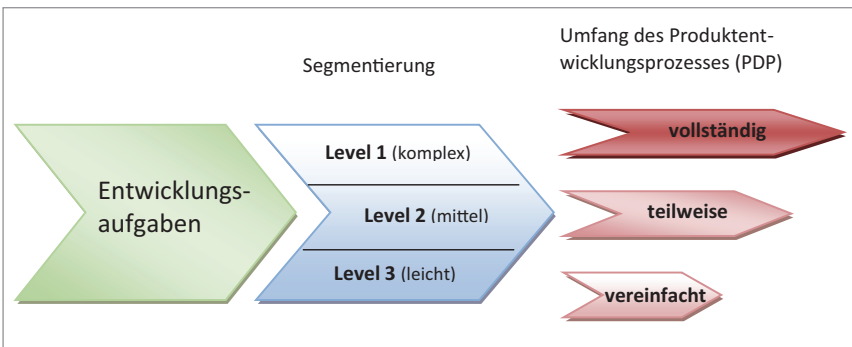 Umfang des Produktent-
wicklungsprozesses (PDP)
Segmentierung
Entwicklungs-
aufgaben
Level 1 (komplex)
Level 2 (mittel)
Level 3 (leicht)
vollständig
teilweise
vereinfacht